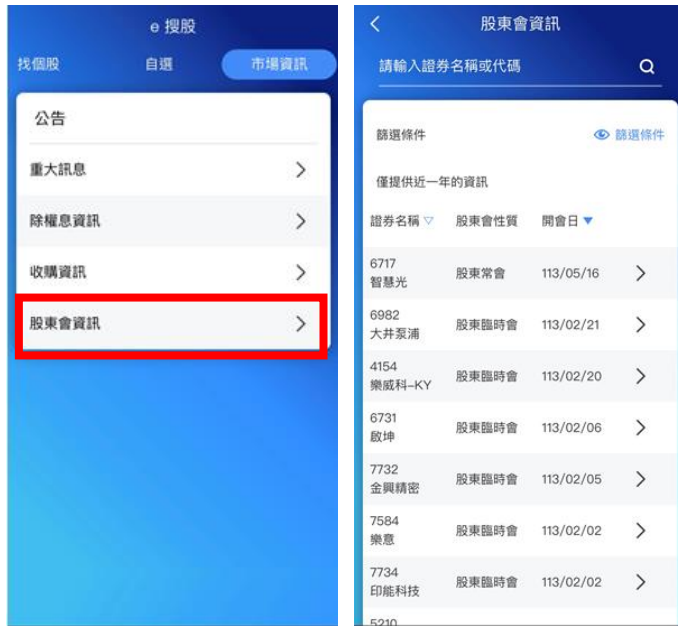 e 搜股
找個股 自選 市場資訊
公告
重大訊息
除權息資訊
收購資訊
股東會資訊
股東會資訊
請輸入證券名稱或代碼
篩選條件 篩選條件
僅提供近一年的資訊
證券名稱 股東會性質 開會日
6717
智慧光 股東常會 113/05/16
6982
大井泵浦 股東臨時會 113/02/21
4154
樂威科-KY 股東臨時會 113/02/20
6731
啟坤 股東臨時會 113/02/06
7732
金興精密 股東臨時會 113/02/05
7584
樂意 股東臨時會 113/02/02
7734
印能科技 股東臨時會 113/02/02
5210